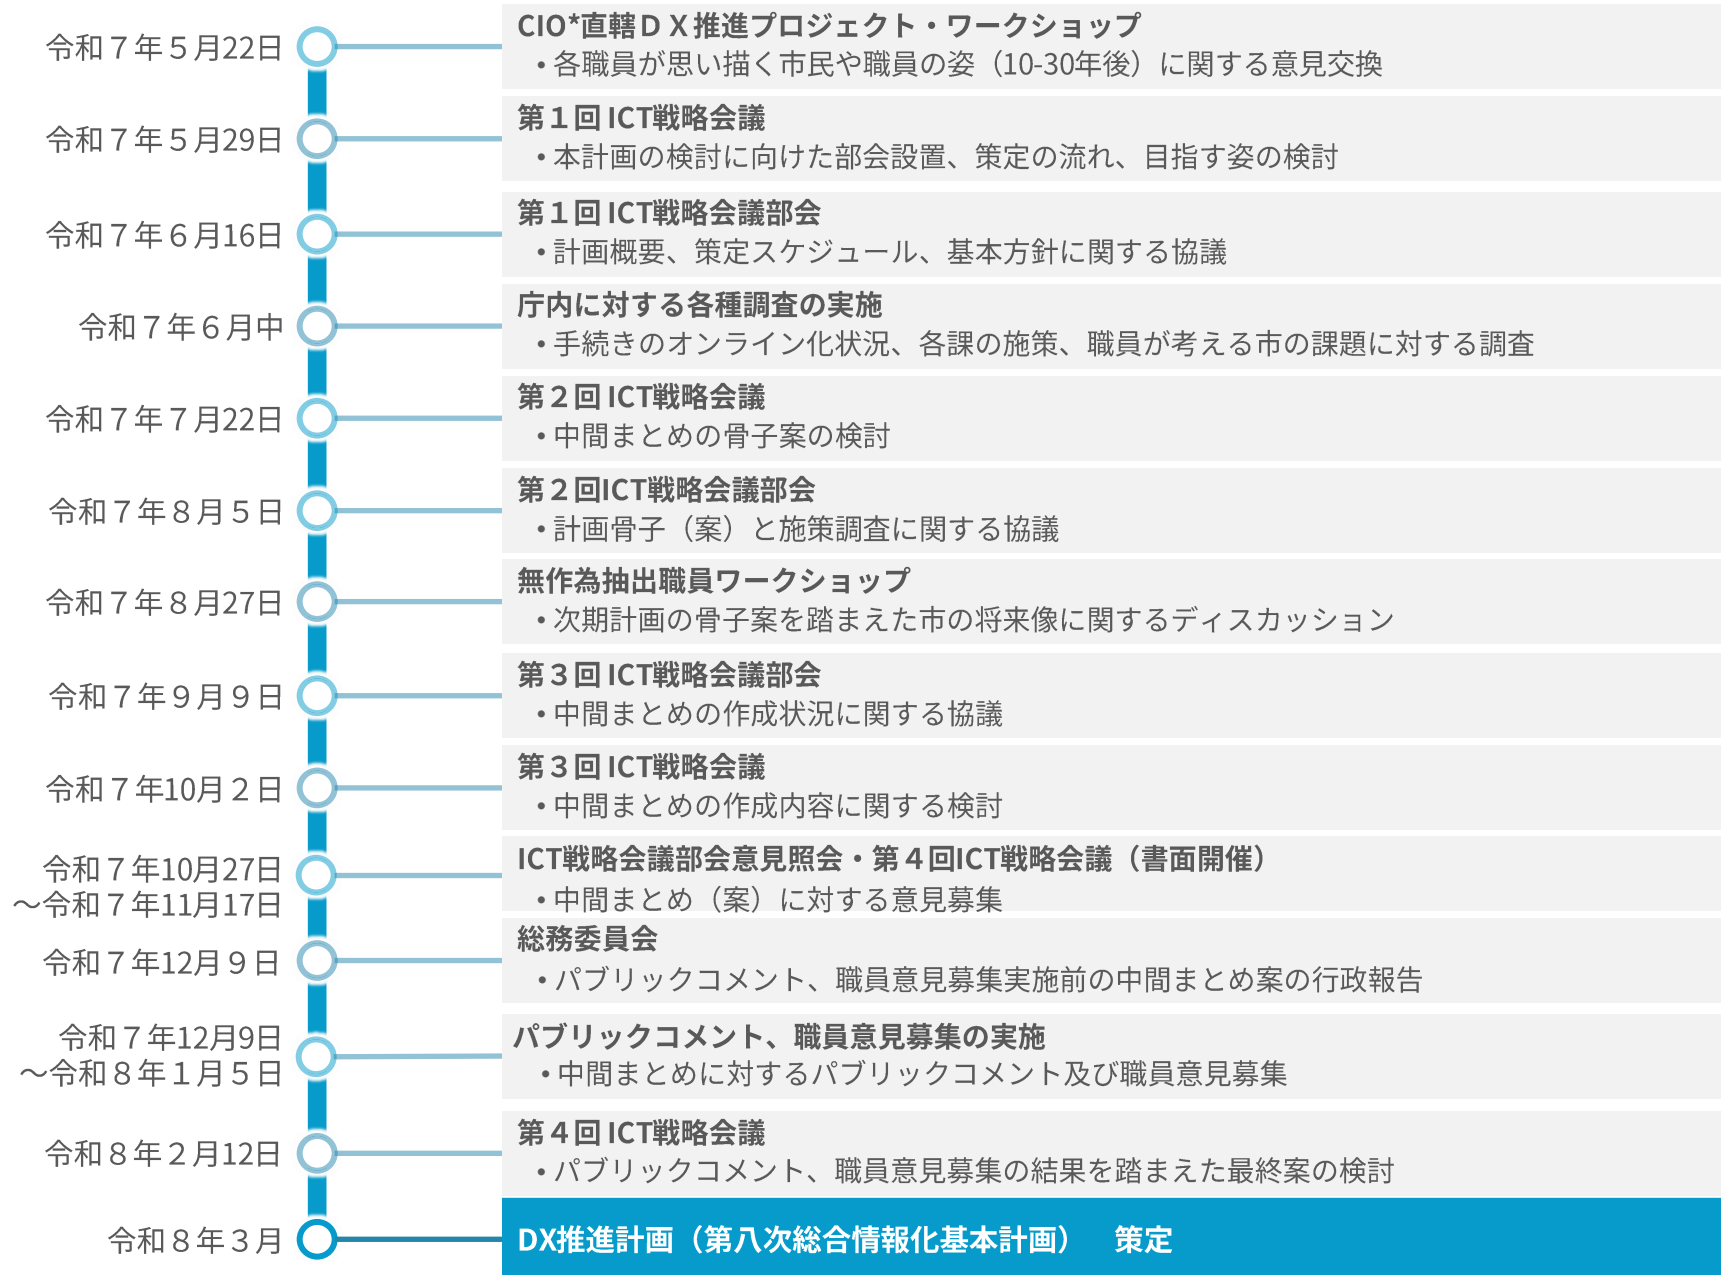 令和７年５月22日
CIO*直轄ＤＸ推進プロジェクト・ワークショップ
• 各職員が思い描く市民や職員の姿（10-30年後）に関する意見交換
令和７年５月29日
第１回 ICT戦略会議
• 本計画の検討に向けた部会設置、策定の流れ、目指す姿の検討
令和７年６月16日
第１回 ICT戦略会議部会
• 計画概要、策定スケジュール、基本方針に関する協議
令和７年６月中
庁内に対する各種調査の実施
• 手続きのオンライン化状況、各課の施策、職員が考える市の課題に対する調査
令和７年７月22日
第２回 ICT戦略会議
• 中間まとめの骨子案の検討
令和７年８月５日
第２回ICT戦略会議部会
• 計画骨子（案）と施策調査に関する協議
令和７年８月27日
無作為抽出職員ワークショップ
• 次期計画の骨子案を踏まえた市の将来像に関するディスカッション
令和７年９月９日
第３回 ICT戦略会議部会
• 中間まとめの作成状況に関する協議
令和７年10月２日
第３回 ICT戦略会議
• 中間まとめの作成内容に関する検討
令和７年10月27日
～令和７年11月17日
ICT戦略会議部会意見照会・第４回ICT戦略会議（書面開催）
• 中間まとめ（案）に対する意見募集
令和７年12月９日
総務委員会
• パブリックコメント、職員意見募集実施前の中間まとめ案の行政報告
令和７年12月9日
～令和８年１月５日
パブリックコメント、職員意見募集の実施
• 中間まとめに対するパブリックコメント及び職員意見募集
令和８年２月12日
第４回 ICT戦略会議
• パブリックコメント、職員意見募集の結果を踏まえた最終案の検討
令和８年３月
DX推進計画（第八次総合情報化基本計画）　策定